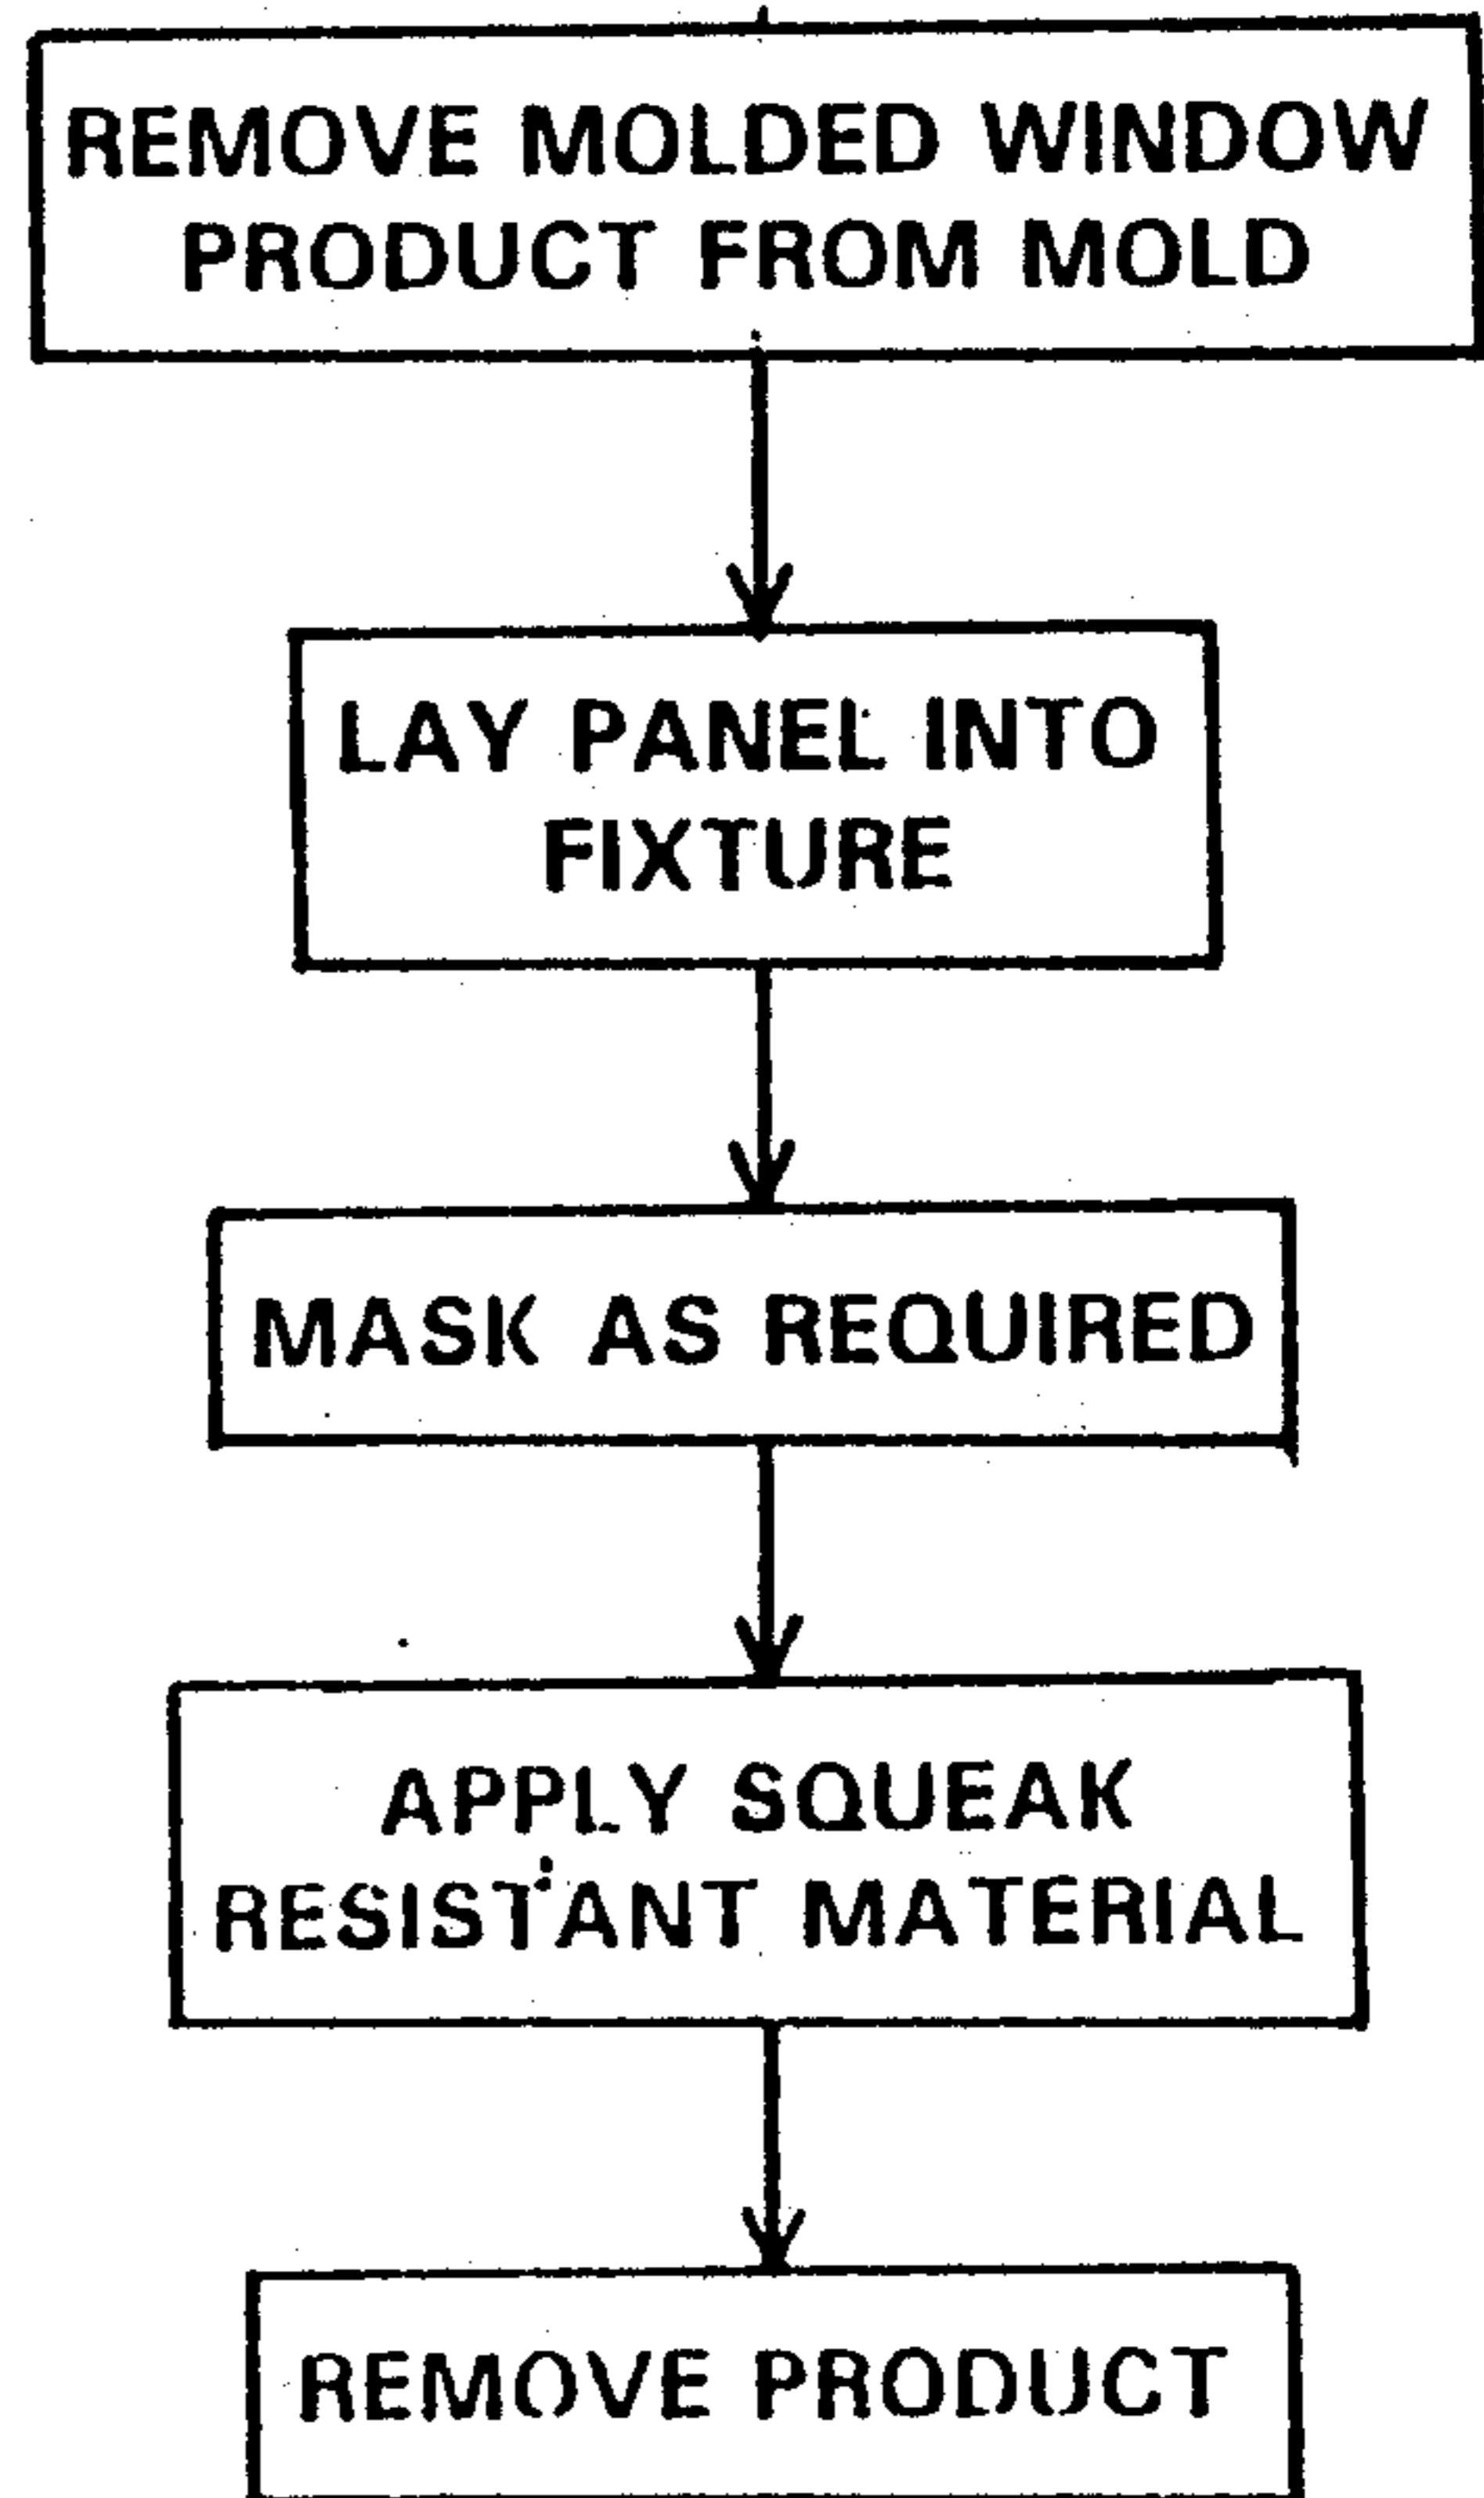 REMOVE MOLDED WINDOW
PRODUCT FROM MOLD
LAY PANEL INTO
FIXTURE
MASK AS REQUIRED
APPLY SQUEAK
RESISTANT MATERIAL
REMOVE PRODUCT